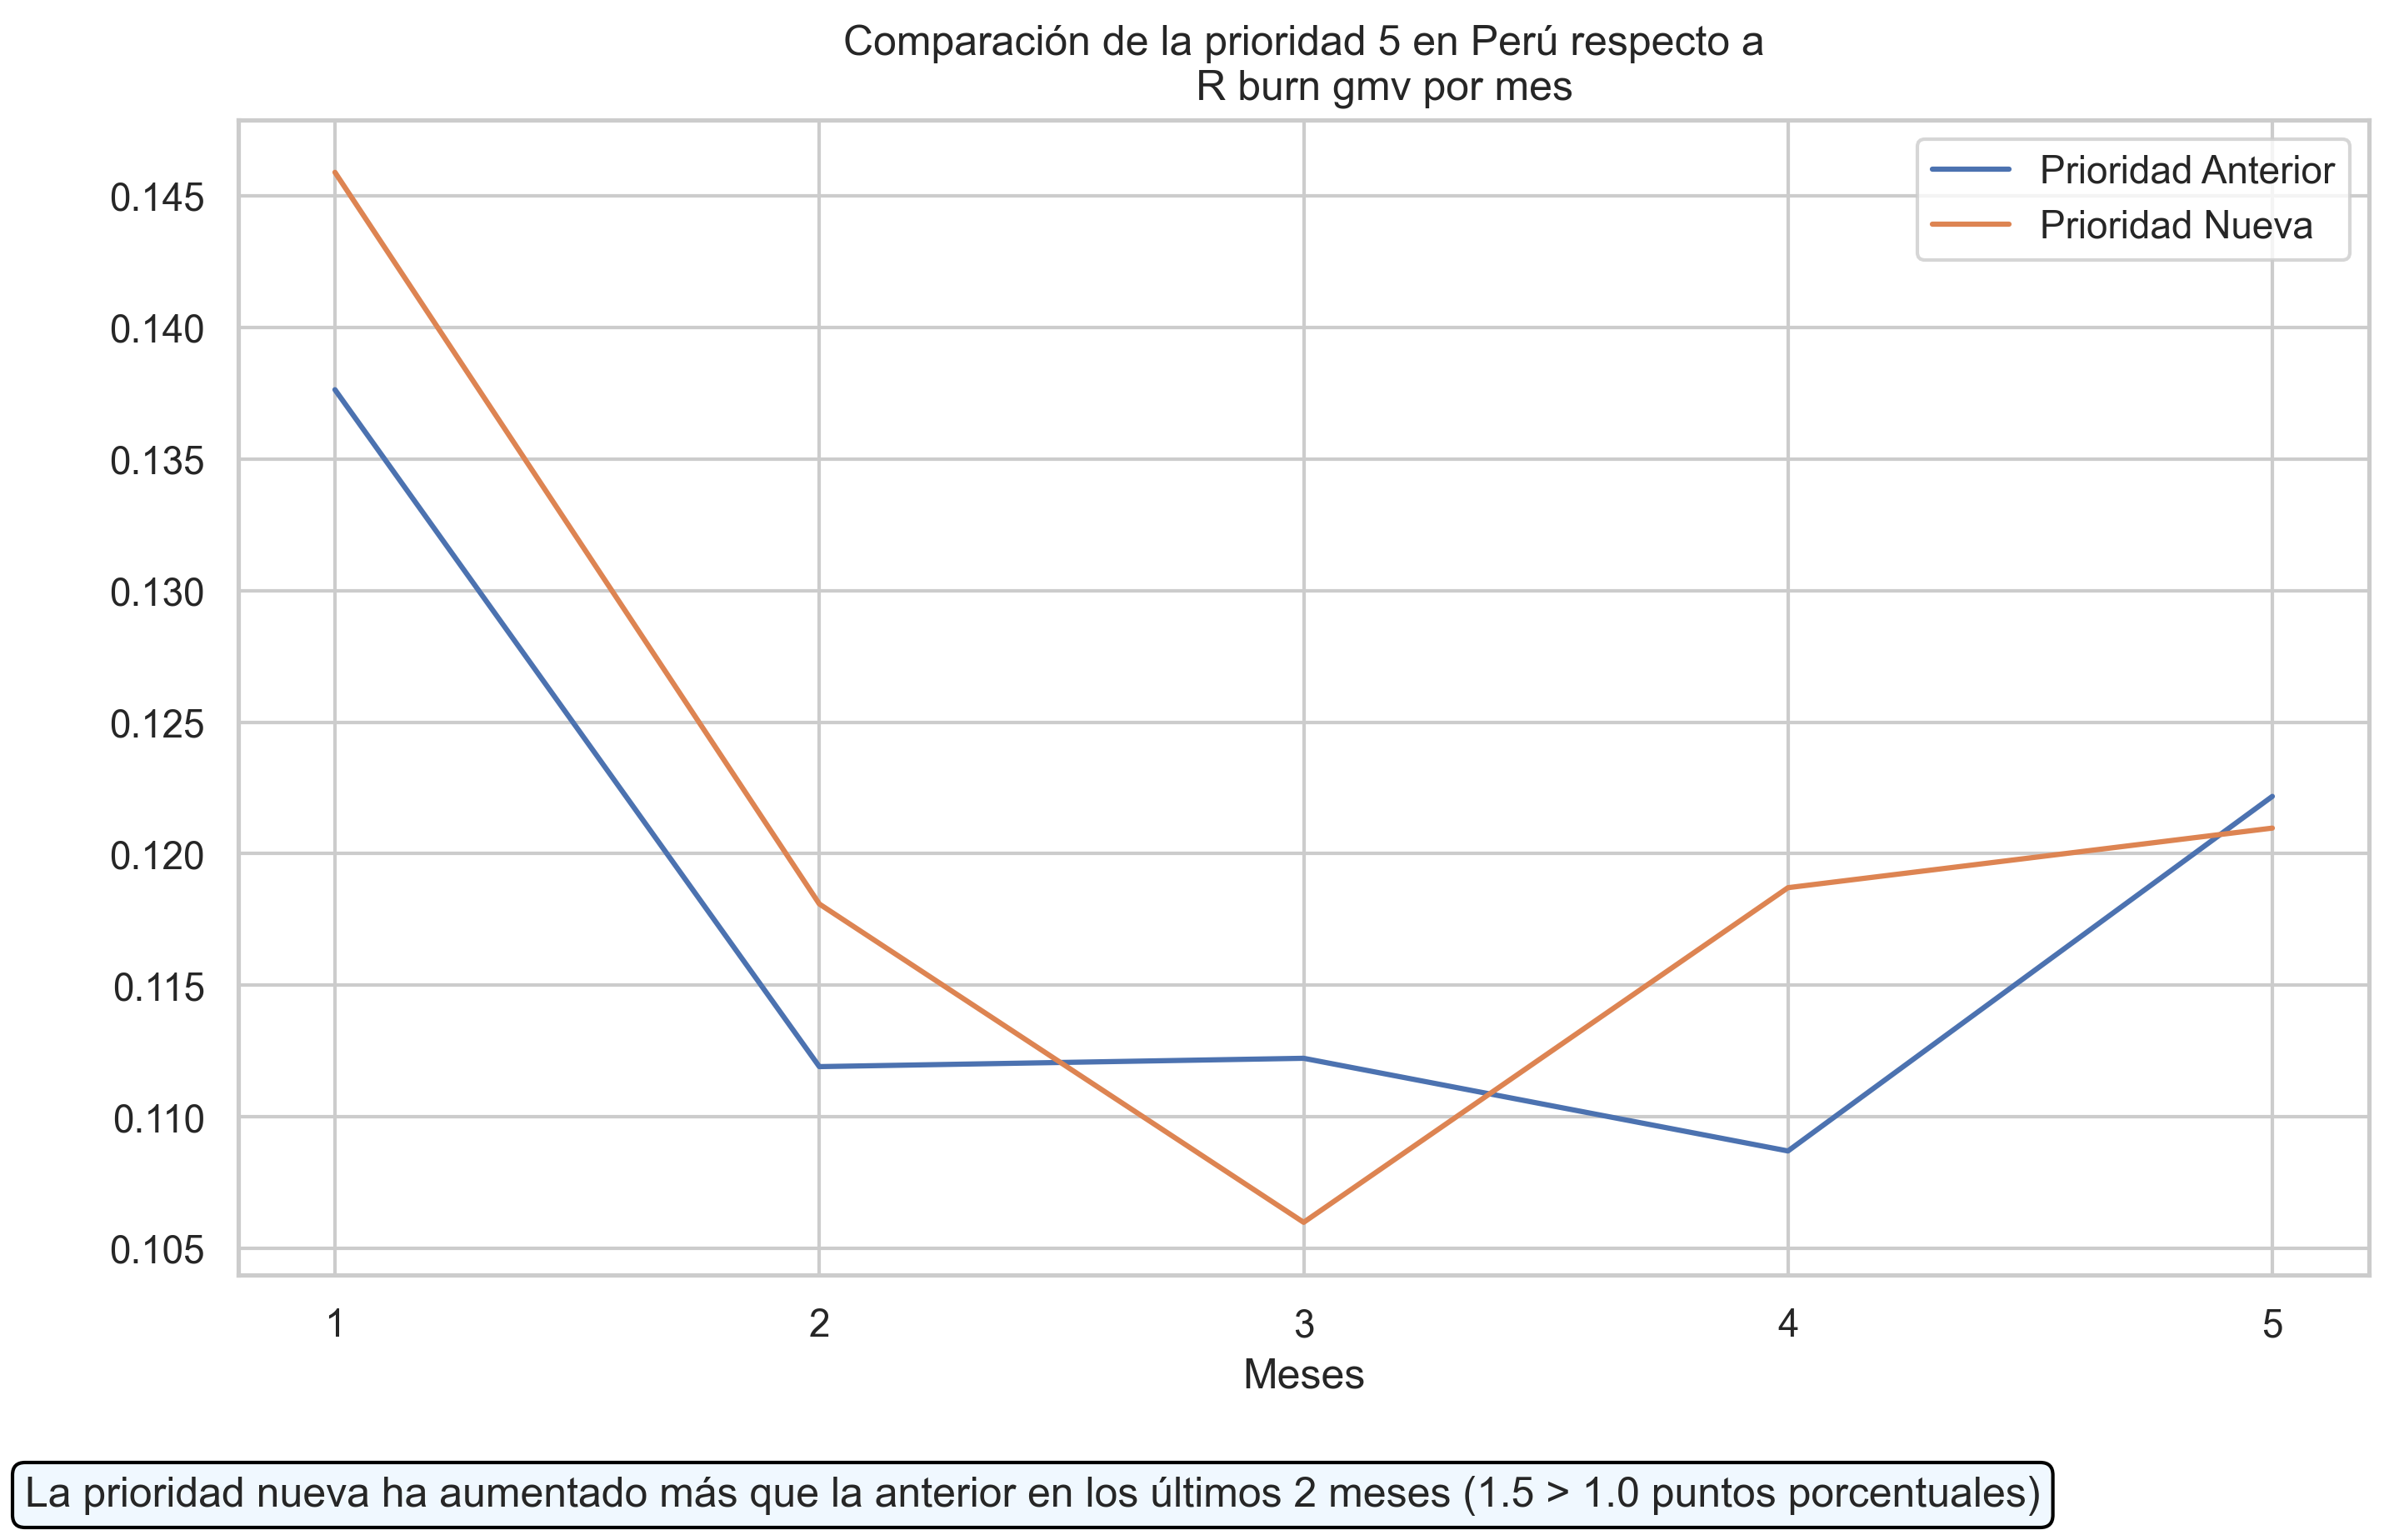 Comparación de la prioridad 5 en Perú respecto a
R burn gmv por mes
Prioridad Anterior
Prioridad Nueva
0.145
0.140
0.135
0.130
0.125
0.120
0.115
0.110
0.105
1 2 3 4 5
Meses
La prioridad nueva ha aumentado más que la anterior en los últimos 2 meses (1.5 > 1.0 puntos porcentuales)